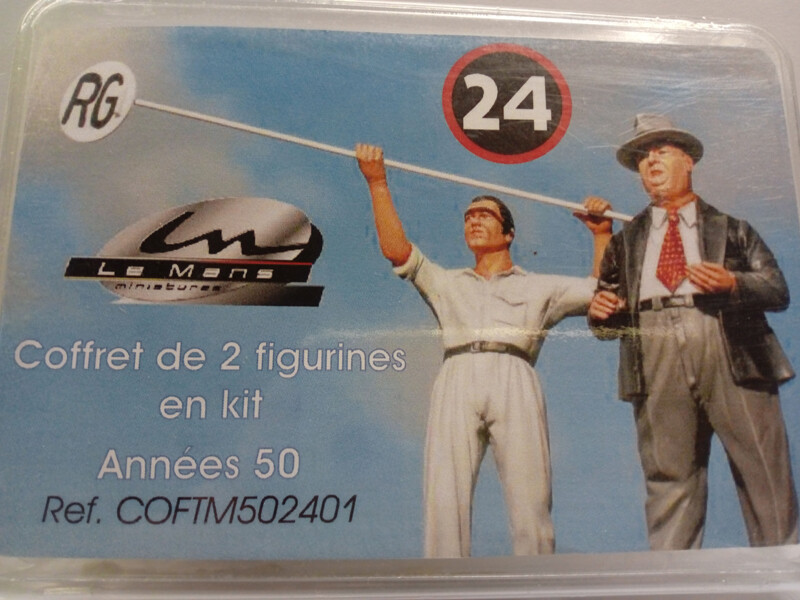 RG
24
Le Mans
miniatures
Coffret de 2 figurines
en kit
Années 50
Ref. COFTM502401